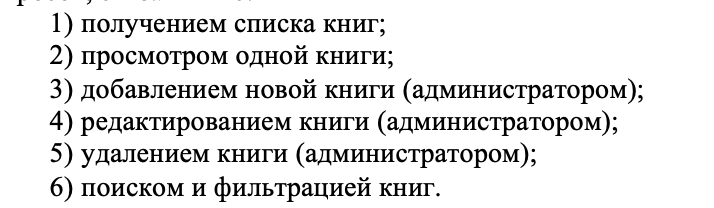 1) получением списка книг;
2) просмотром одной книги;
3) добавлением новой книги (администратором);
4) редактированием книги (администратором);
5) удалением книги (администратором);
6) поиском и фильтрацией книг.